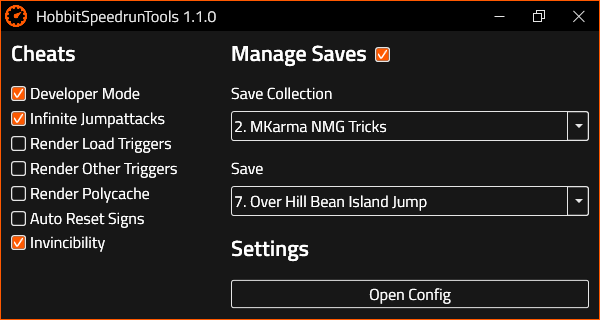 HobbitSpeedrunTools 1.1.0
Cheats
Developer Mode
Infinite Jumpattacks
Render Load Triggers
Render Other Triggers
Render Polycache
Auto Reset Signs
Invincibility
Manage Saves
Save Collection
2. MKarma NMG Tricks
Save
7. Over Hill Bean Island Jump
Settings
Open Config